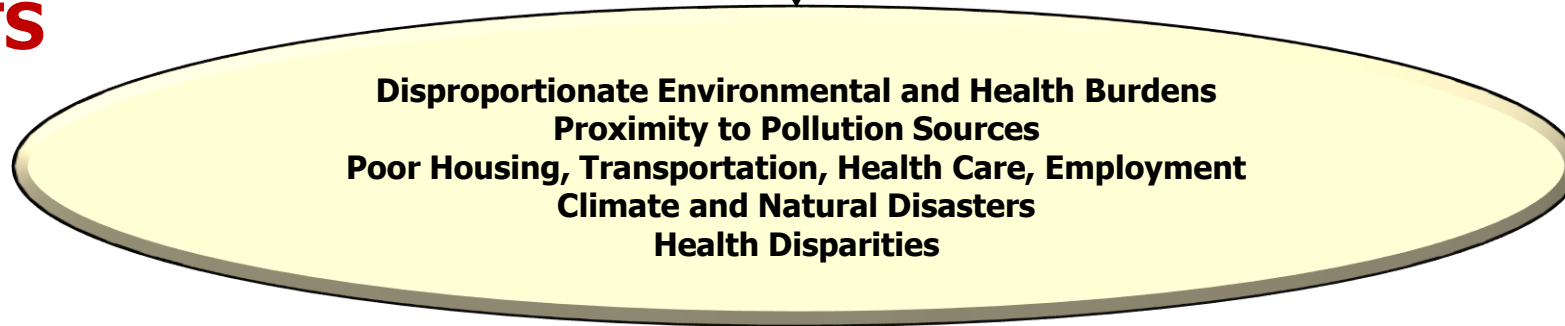 Disproportionate Environmental and Health Burdens
Proximity to Pollution Sources
Poor Housing, Transportation, Health Care, Employment
Climate and Natural Disasters
Health Disparities